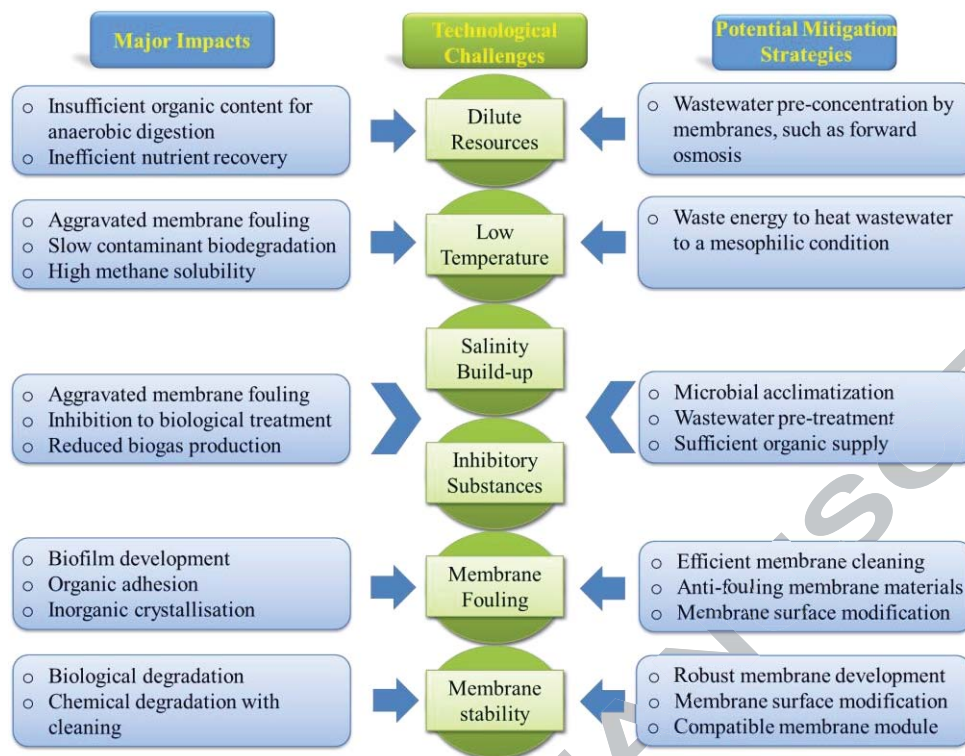 Major Impacts
Technological
Challenges
Potential Mitigation
Strategies
○ Insufficient organic content for
anaerobic digestion
○ Inefficient nutrient recovery
Dilute
Resources
○ Wastewater pre-concentration by
membranes, such as forward
osmosis
○ Aggravated membrane fouling
○ Slow contaminant biodegradation
○ High methane solubility
Low
Temperature
○ Waste energy to heat wastewater
to a mesophilic condition
Salinity
Build-up
○ Aggravated membrane fouling
○ Inhibition to biological treatment
○ Reduced biogas production
○ Microbial acclimatization
○ Wastewater pre-treatment
○ Sufficient organic supply
Inhibitory
Substances
○ Biofilm development
○ Organic adhesion
○ Inorganic crystallisation
Membrane
Fouling
○ Efficient membrane cleaning
○ Anti-fouling membrane materials
○ Membrane surface modification
○ Biological degradation
○ Chemical degradation with
cleaning
Membrane
stability
○ Robust membrane development
○ Membrane surface modification
○ Compatible membrane module